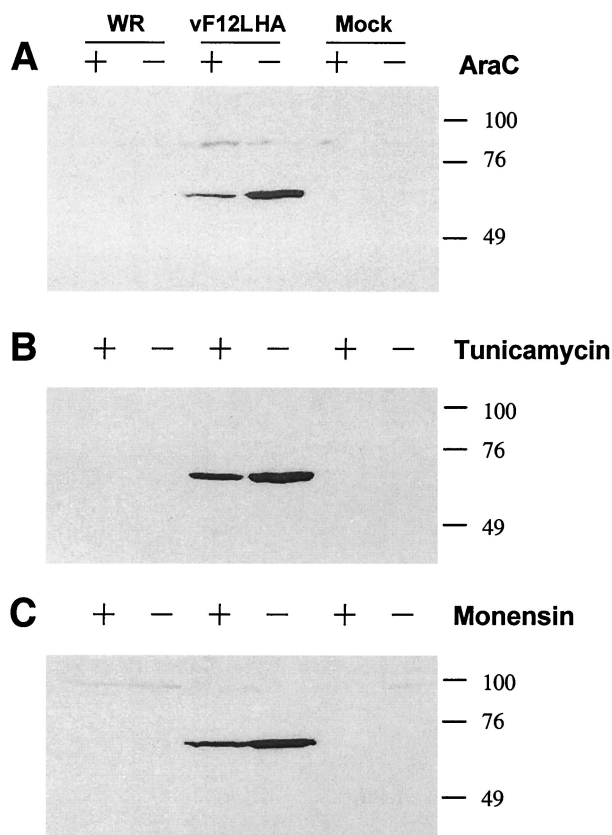 WR vF12LHA Mock
A + − + − + − AraC
100
76
49
B + − + − + − Tunicamycin
100
76
49
C + − + − + − Monensin
100
76
49